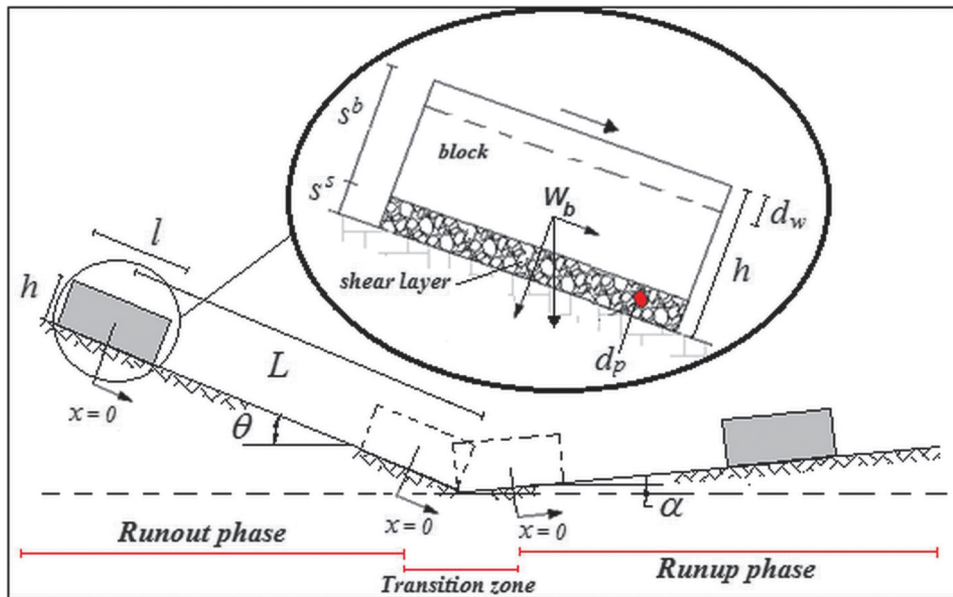 s^b
block
s^s
W_b
d_w
h
shear layer
d_p
l
h
L
x = 0
θ
x = 0
x = 0
α
Runout phase
Transition zone
Runup phase